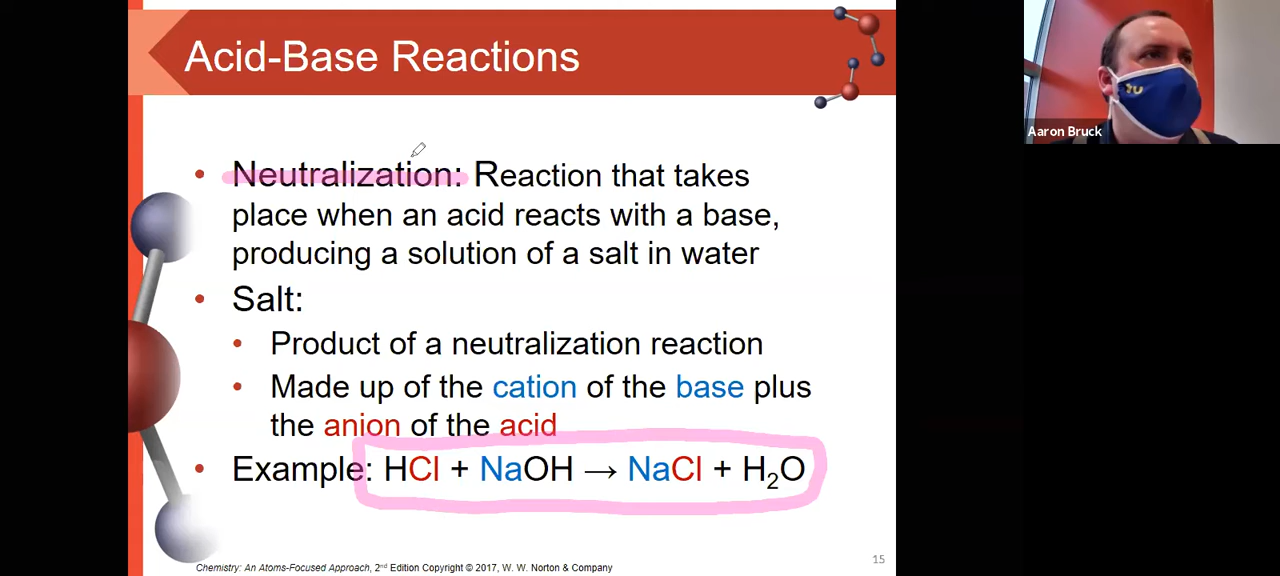 Acid-Base Reactions
• Neutralization: Reaction that takes
place when an acid reacts with a base,
producing a solution of a salt in water
• Salt:
• Product of a neutralization reaction
• Made up of the cation of the base plus
the anion of the acid
• Example: HCl + NaOH → NaCl + H₂O
15
Chemistry: An Atoms-Focused Approach, 2nd Edition Copyright © 2017, W. W. Norton & Company
Aaron Bruck